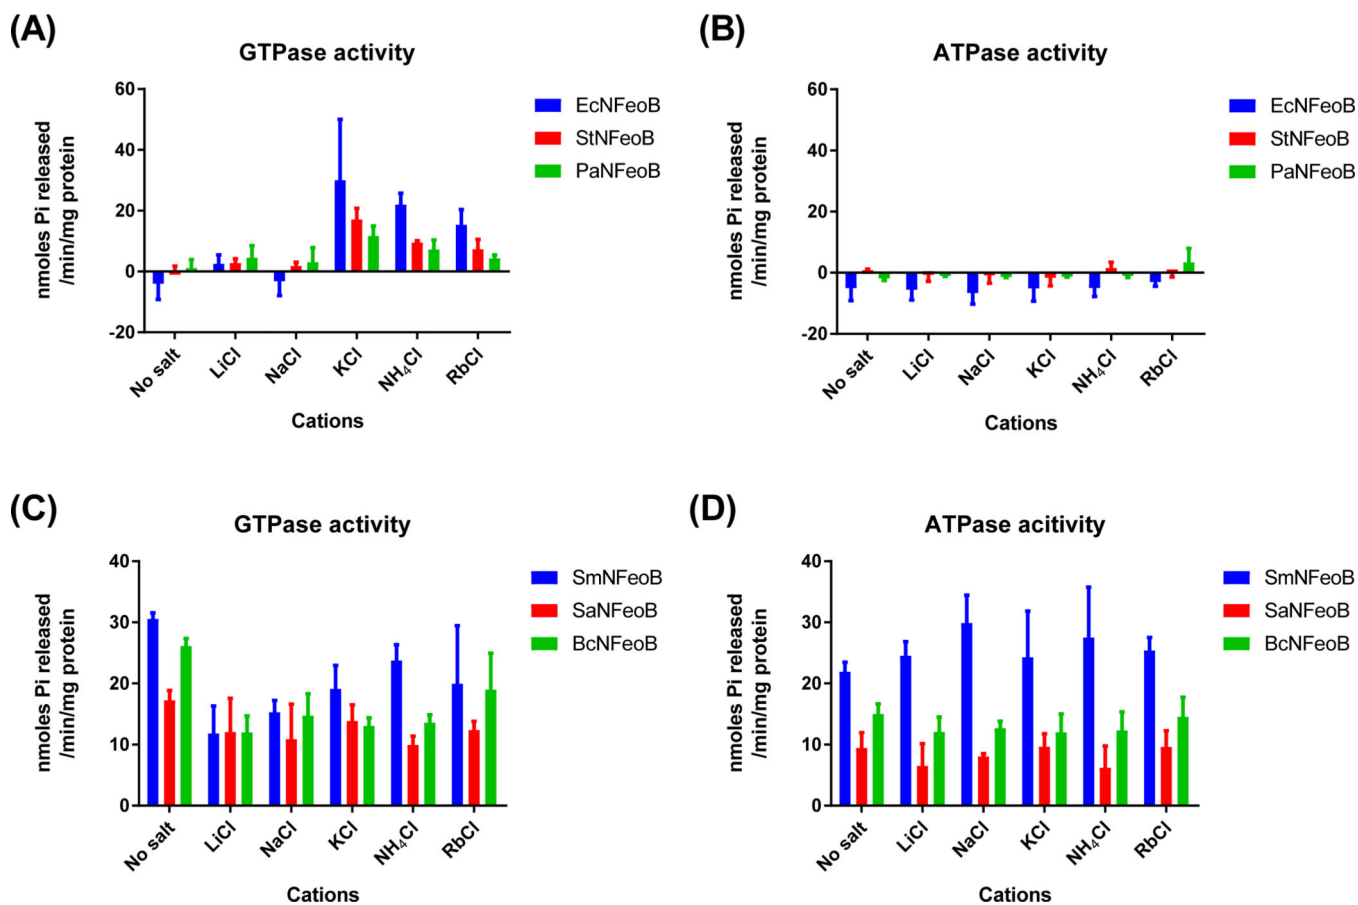 (A)
GTPase activity
nmoles Pi released
/min/mg protein
60
40
20
0
-20
No salt
LiCl
NaCl
KCl
NH₄Cl
RbCl
Cations
EcNFeoB
StNFeoB
PaNFeoB
(B)
ATPase activity
nmoles Pi released
/min/mg protein
60
40
20
0
-20
No salt
LiCl
NaCl
KCl
NH₄Cl
RbCl
Cations
EcNFeoB
StNFeoB
PaNFeoB
(C)
GTPase activity
nmoles Pi released
/min/mg protein
40
30
20
10
0
No salt
LiCl
NaCl
KCl
NH₄Cl
RbCl
Cations
SmNFeoB
SaNFeoB
BcNFeoB
(D)
ATPase acitivity
nmoles Pi released
/min/mg protein
40
30
20
10
0
No salt
LiCl
NaCl
KCl
NH₄Cl
RbCl
Cations
SmNFeoB
SaNFeoB
BcNFeoB